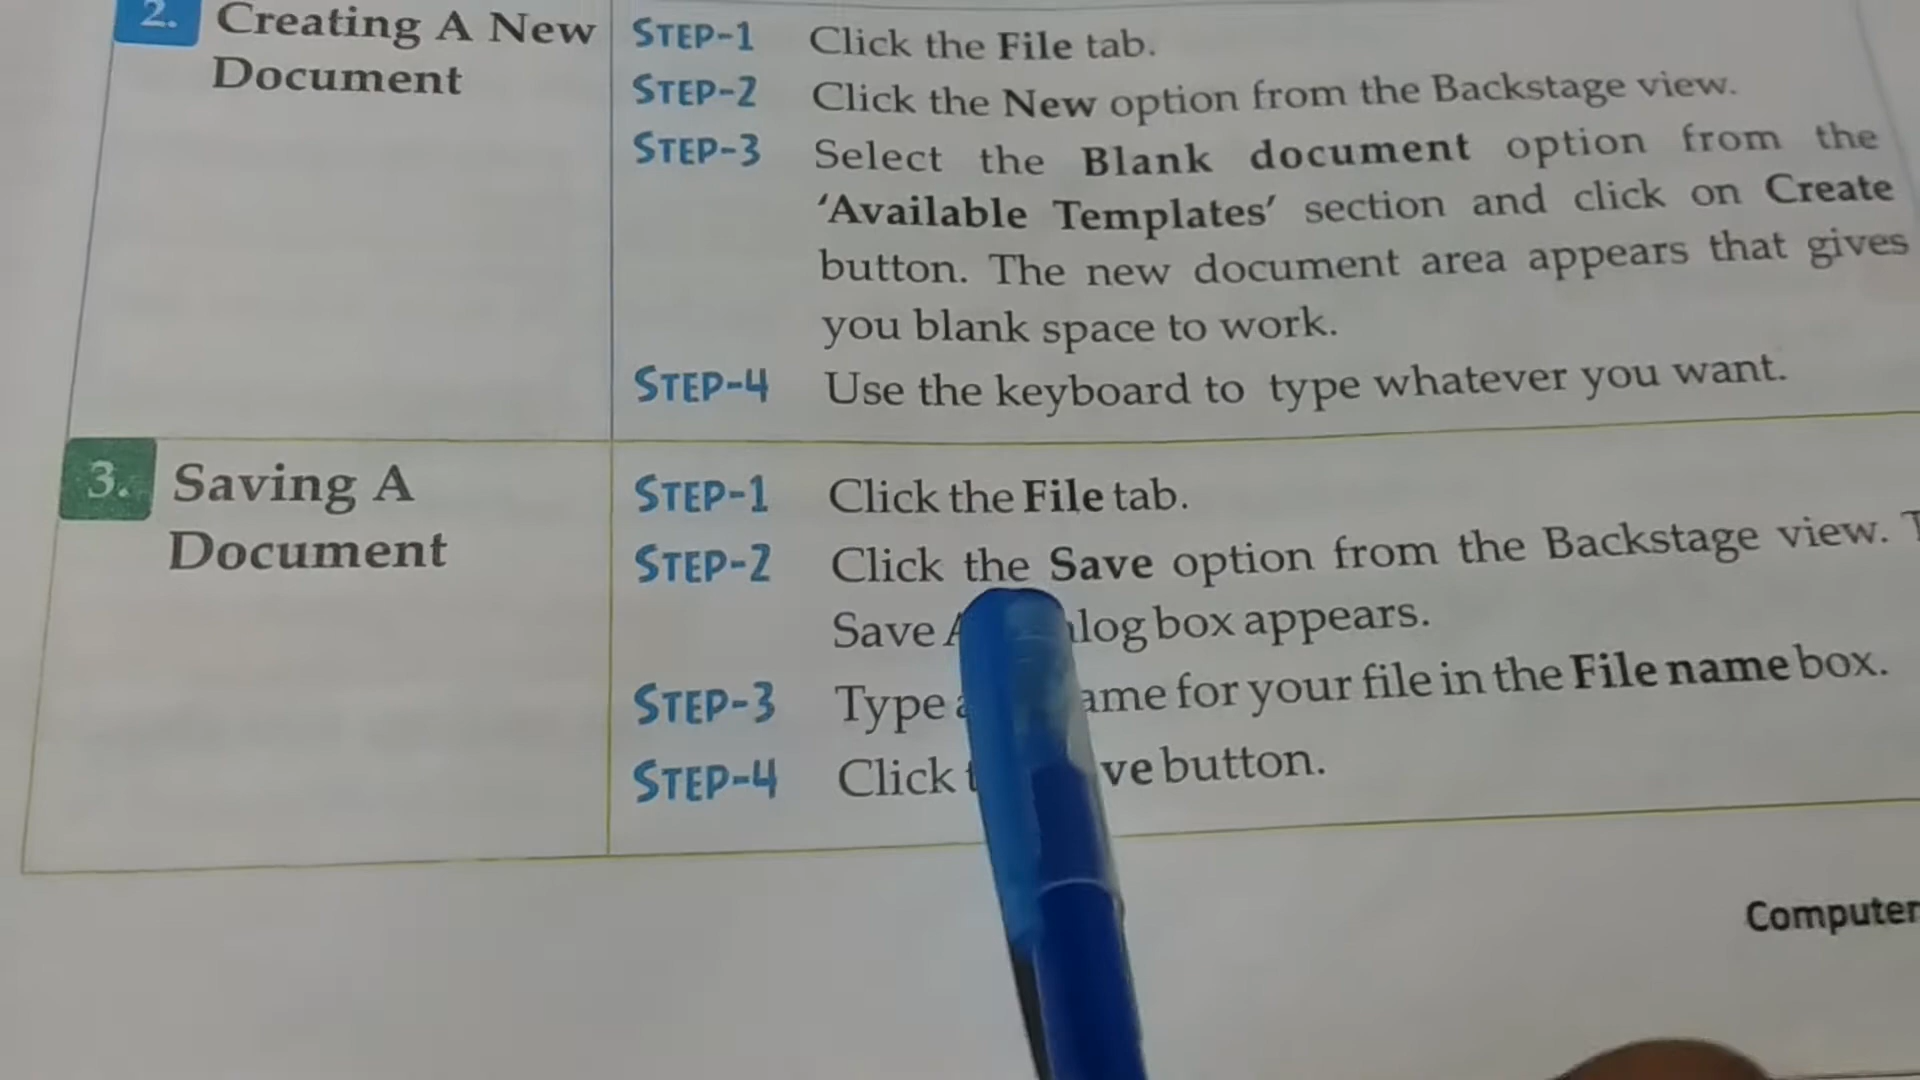 2. Creating A New
Document
STEP-1 Click the File tab.
STEP-2 Click the New option from the Backstage view.
STEP-3 Select the Blank document option from the
'Available Templates' section and click on Create
button. The new document area appears that gives
you blank space to work.
STEP-4 Use the keyboard to type whatever you want.
3. Saving A
Document
STEP-1 Click the File tab.
STEP-2 Click the Save option from the Backstage view.
Save box appears.
STEP-3 Type for your file in the File name box.
STEP-4 Click button.
Computer